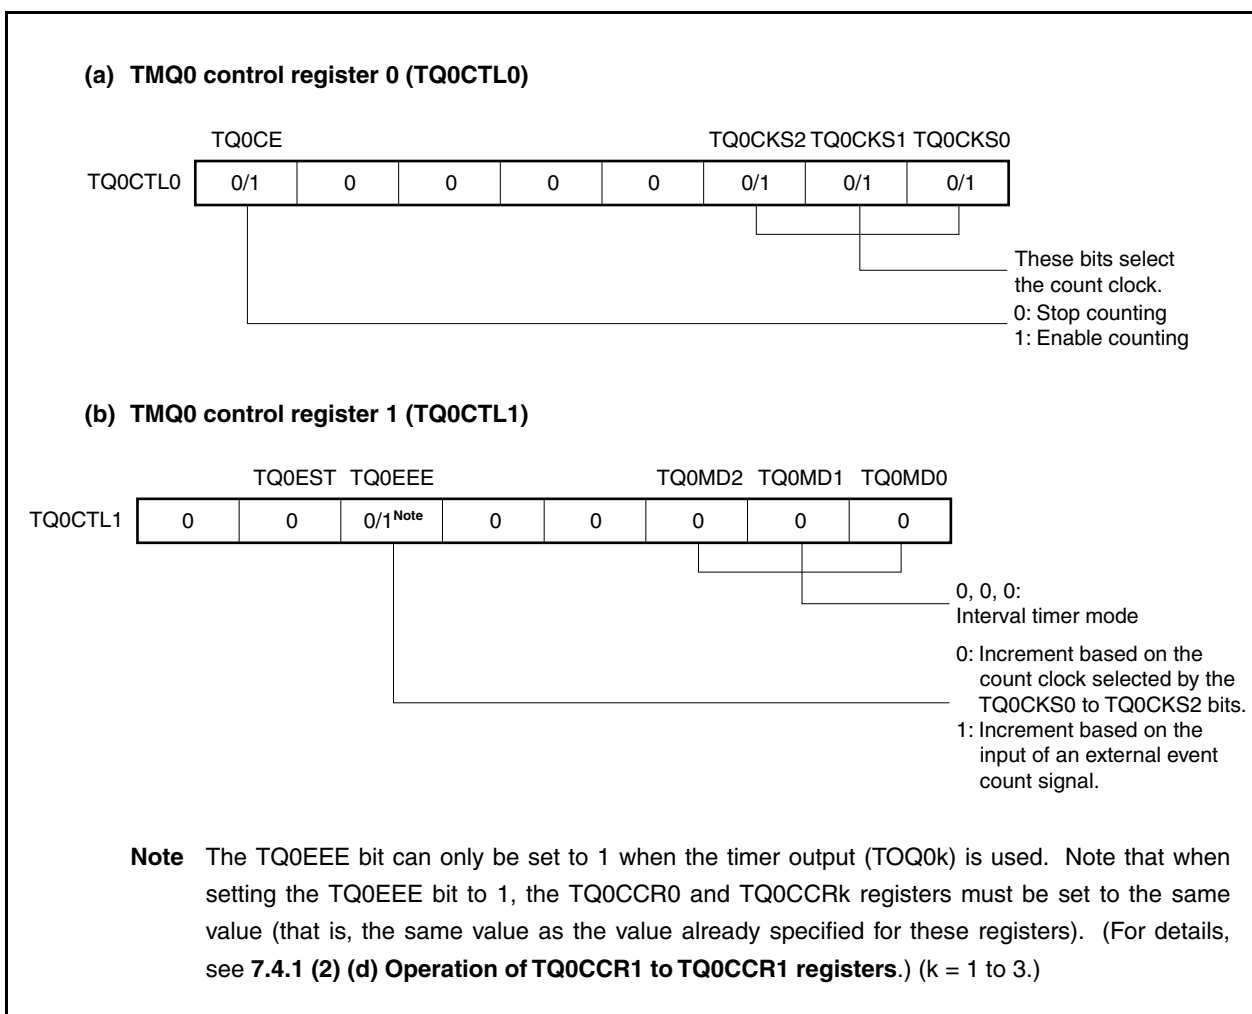 (a) TMQ0 control register 0 (TQ0CTL0)
TQ0CE TQ0CKS2 TQ0CKS1 TQ0CKS0
TQ0CTL0 0/1 0 0 0 0 0/1 0/1 0/1
These bits select
the count clock.
0: Stop counting
1: Enable counting
(b) TMQ0 control register 1 (TQ0CTL1)
TQ0EST TQ0EEE TQ0MD2 TQ0MD1 TQ0MD0
TQ0CTL1 0 0 0/1Note 0 0 0 0 0
0, 0, 0:
Interval timer mode
0: Increment based on the
count clock selected by the
TQ0CKS0 to TQ0CKS2 bits.
1: Increment based on the
input of an external event
count signal.
Note The TQ0EEE bit can only be set to 1 when the timer output (TOQ0k) is used. Note that when
setting the TQ0EEE bit to 1, the TQ0CCR0 and TQ0CCRk registers must be set to the same
value (that is, the same value as the value already specified for these registers). (For details,
see 7.4.1 (2) (d) Operation of TQ0CCR1 to TQ0CCR1 registers.) (k = 1 to 3.)